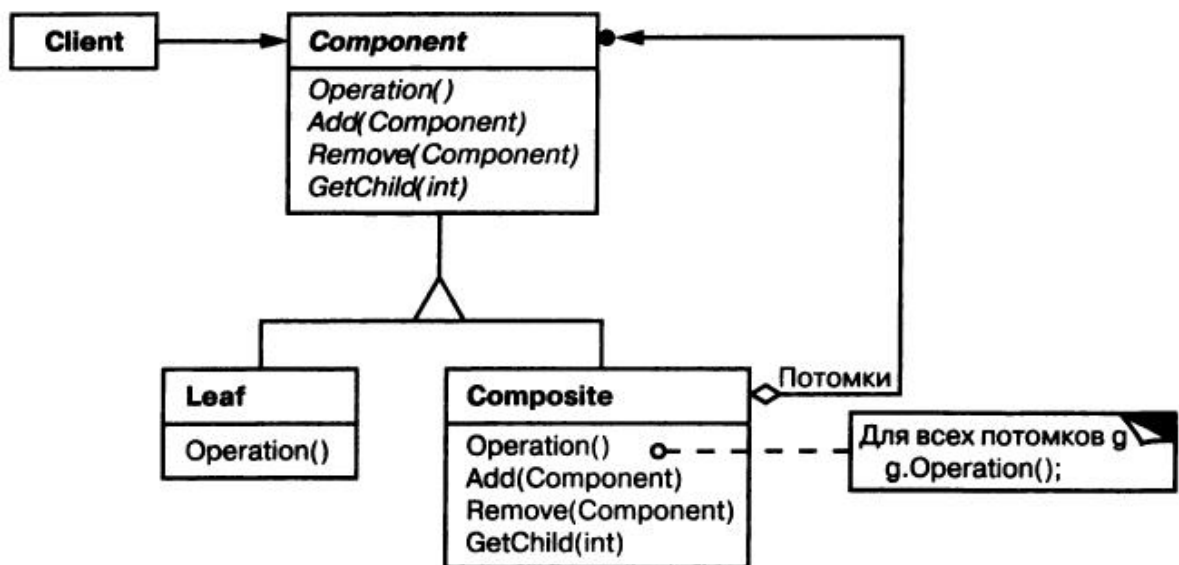 Client
Component
Operation()
Add(Component)
Remove(Component)
GetChild(int)
Leaf
Operation()
Composite
Operation()
Add(Component)
Remove(Component)
GetChild(int)
Потомки
Для всех потомков g
g.Operation();